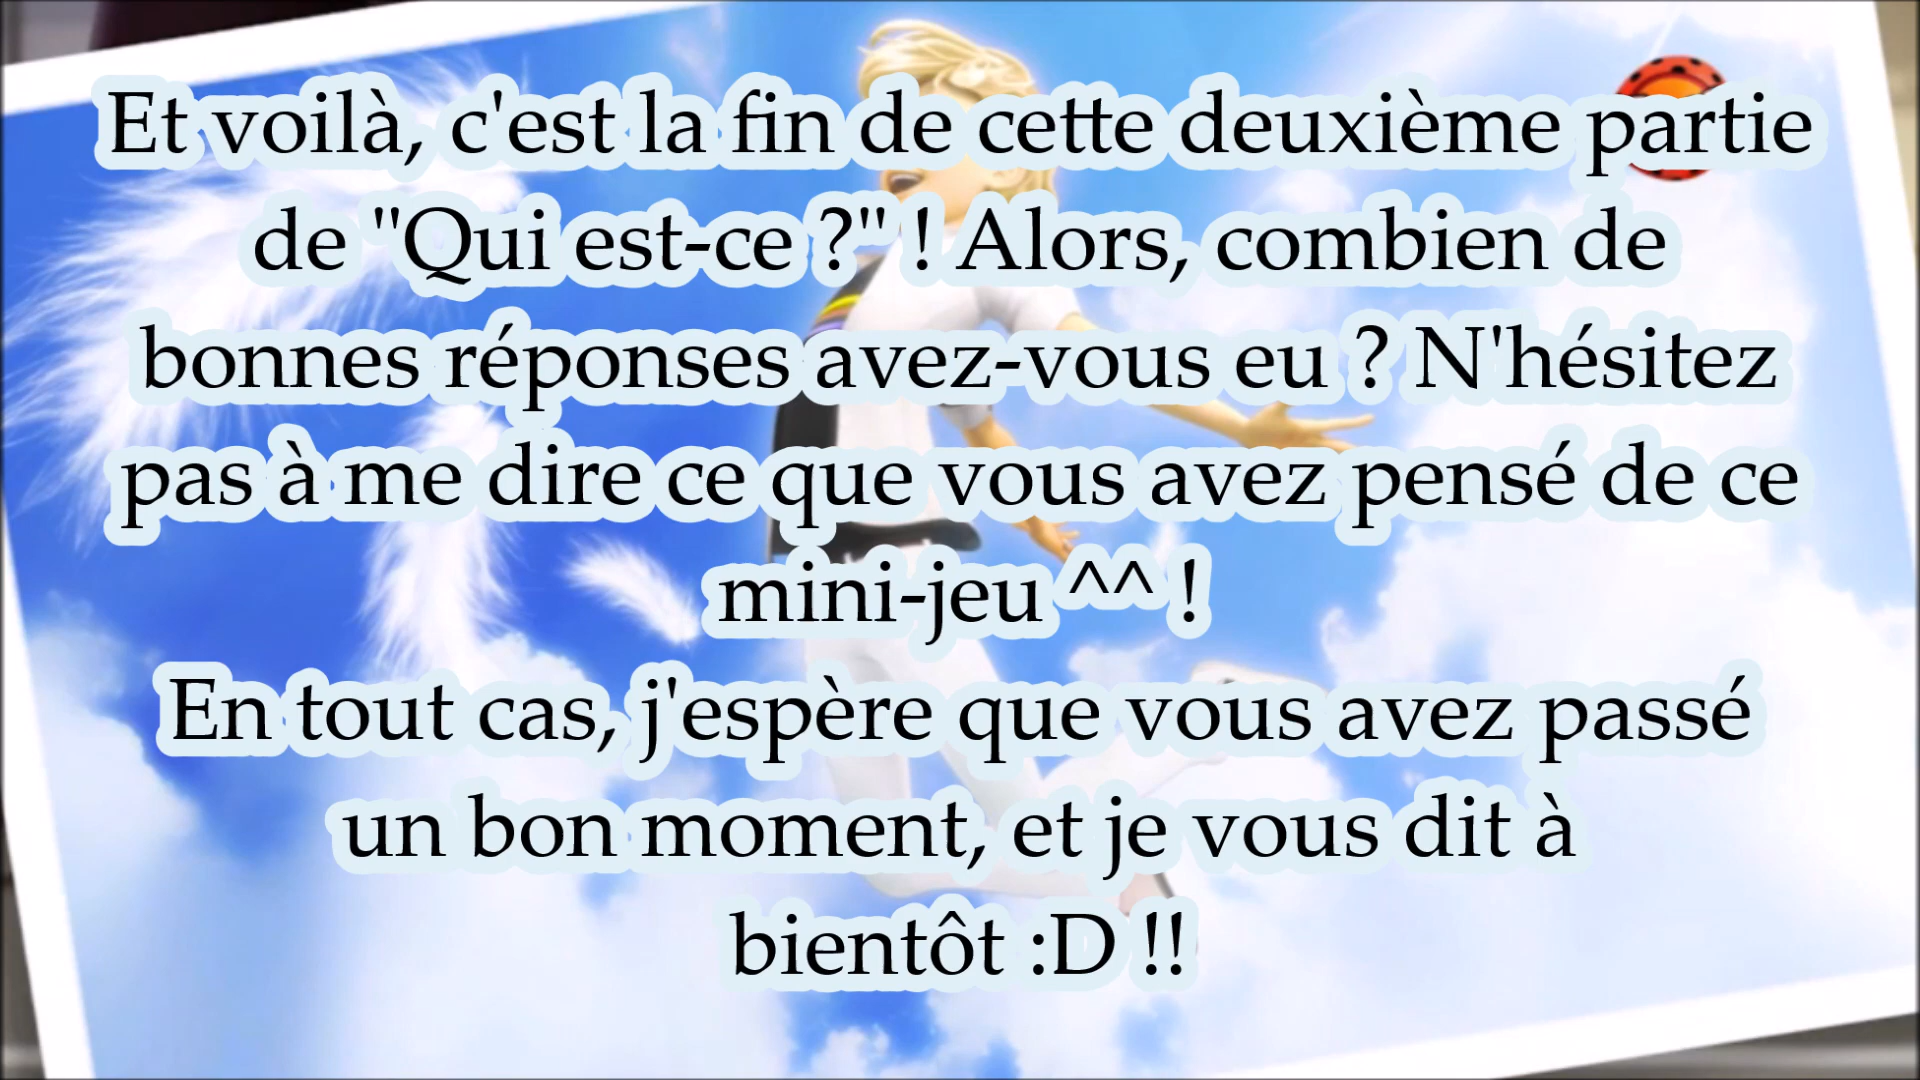 Et voilà, c'est la fin de cette deuxième partie
de "Qui est-ce ?" ! Alors, combien de
bonnes réponses avez-vous eu ? N'hésitez
pas à me dire ce que vous avez pensé de ce
mini-jeu ^^ !
En tout cas, j'espère que vous avez passé
un bon moment, et je vous dit à
bientôt :D !!